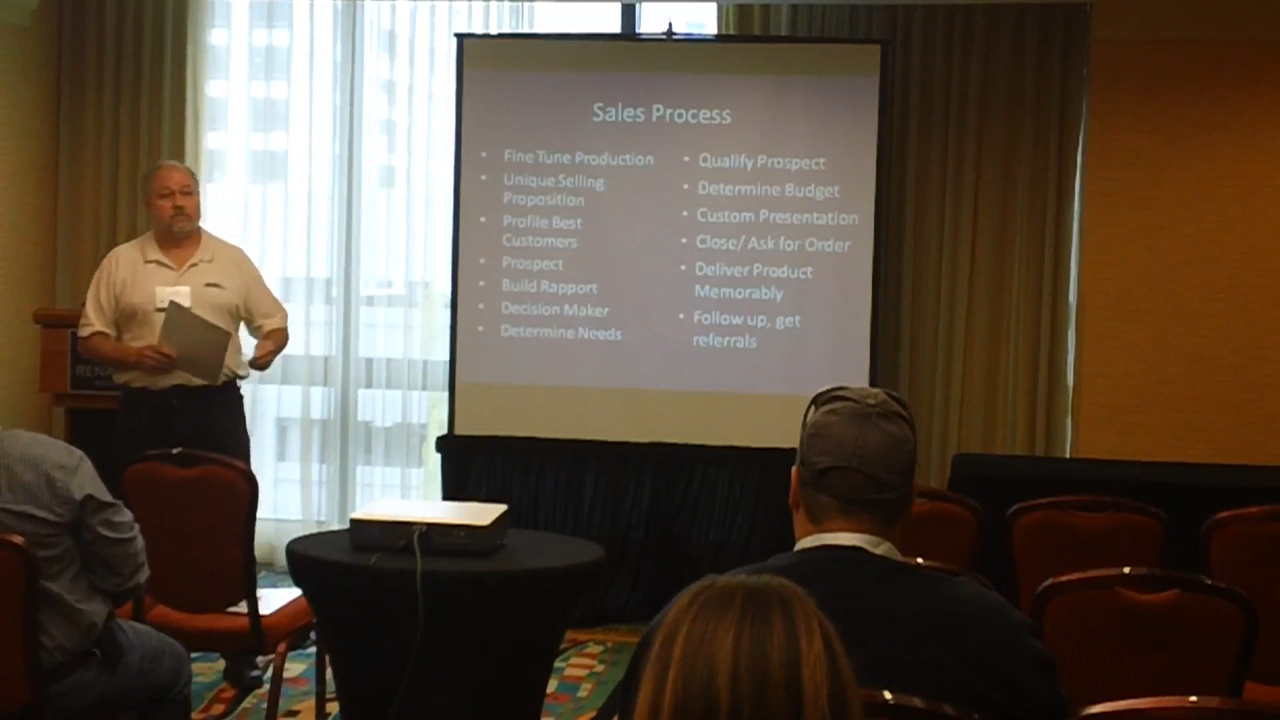 Sales Process
• Fine Tune Production
• Unique Selling
Proposition
• Profile Best
Customers
• Prospect
• Build Rapport
• Decision Maker
• Determine Needs
• Qualify Prospect
• Determine Budget
• Custom Presentation
• Close/ Ask for Order
• Deliver Product
Memorably
• Follow up, get
referrals